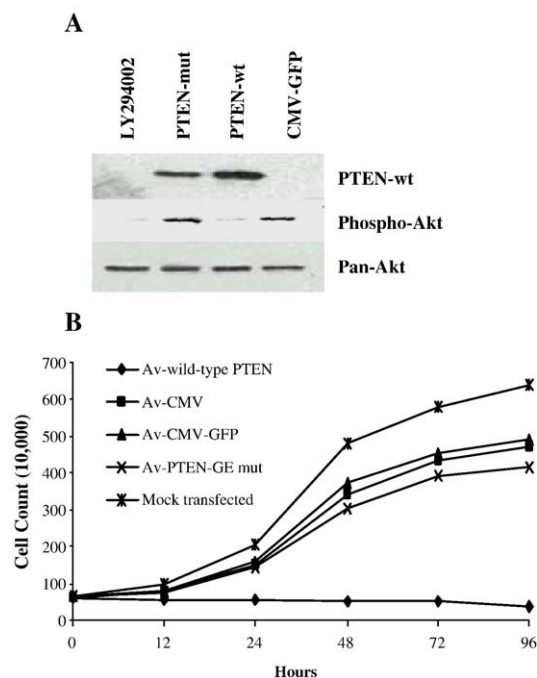 A
LY294002
PTEN-mut
PTEN-wt
CMV-GFP
PTEN-wt
Phospho-Akt
Pan-Akt
B
700
600
500
400
300
200
100
0
Cell Count (10,000)
Av-wild-type PTEN
Av-CMV
Av-CMV-GFP
Av-PTEN-GE mut
Mock transfected
0 12 24 48 72 96
Hours